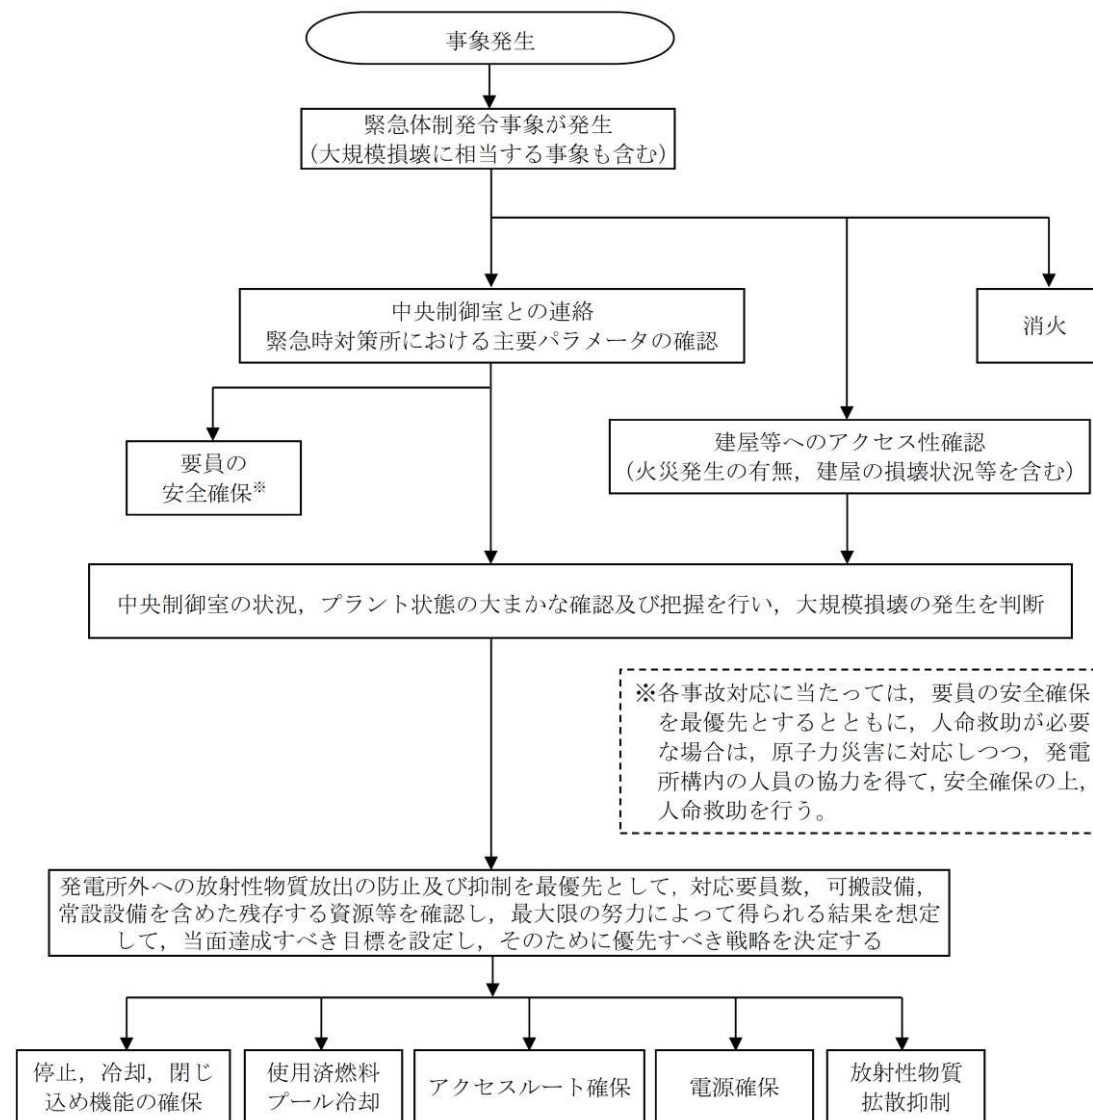 事象発生
緊急体制発令事象が発生
(大規模損壊に相当する事象も含む)
中央制御室との連絡
緊急時対策所における主要パラメータの確認
消火
要員の
安全確保※
建屋等へのアクセス性確認
(火災発生の有無，建屋の損壊状況等を含む)
中央制御室の状況，プラント状態の大まかな確認及び把握を行い，大規模損壊の発生を判断
※各事故対応に当たっては，要員の安全確保
を最優先とするとともに，人命救助が必要
な場合は，原子力災害に対応しつつ，発電
所構内の人員の協力を得て，安全確保の上，
人命救助を行う。
発電所外への放射性物質放出の防止及び抑制を最優先として，対応要員数，可搬設備，
常設設備を含めた残存する資源等を確認し，最大限の努力によって得られる結果を想定
して，当面達成すべき目標を設定し，そのために優先すべき戦略を決定する
停止，冷却，閉じ
込め機能の確保
使用済燃料
プール冷却
アクセスルート確保
電源確保
放射性物質
拡散抑制